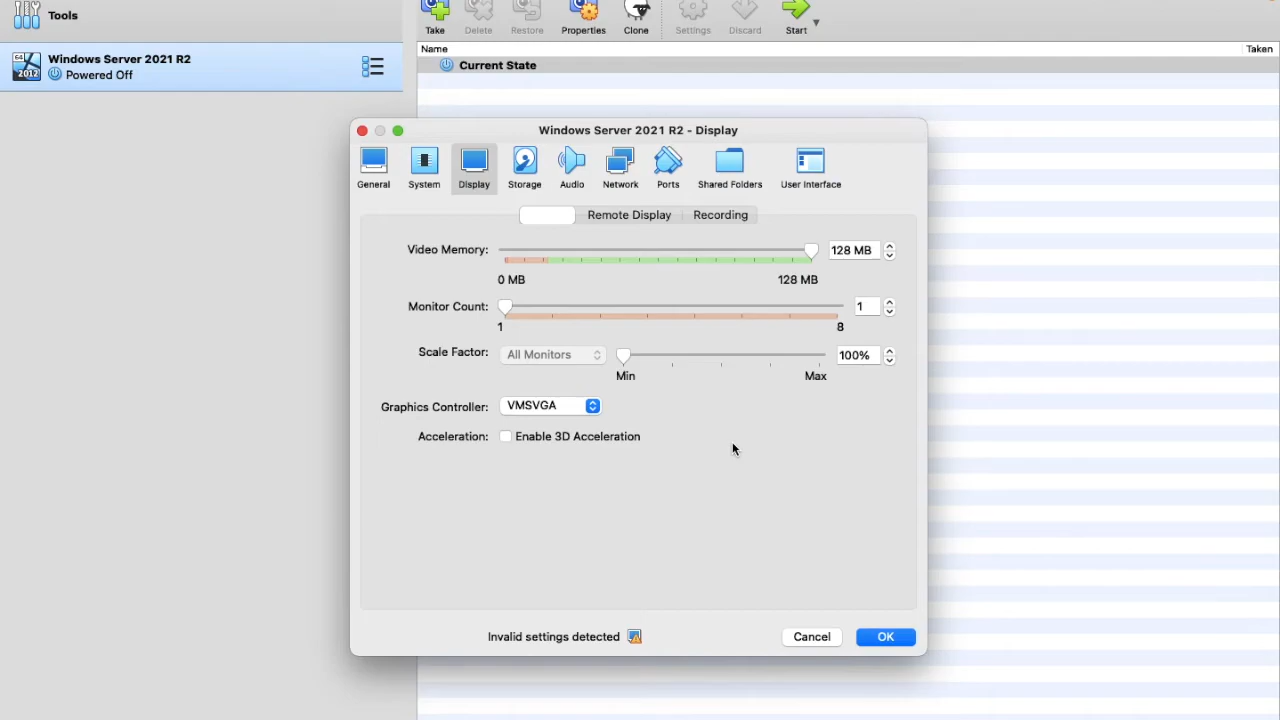 Tools
Windows Server 2021 R2
Powered Off
64
2012
Take
Delete
Restore
Properties
Clone
Settings
Discard
Start
Name
Taken
Current State
Windows Server 2021 R2 - Display
General
System
Display
Storage
Audio
Network
Ports
Shared Folders
User Interface
Remote Display
Recording
Video Memory:
128 MB
0 MB
128 MB
Monitor Count:
1
1
8
Scale Factor:
All Monitors
100%
Min
Max
Graphics Controller:
VMSVGA
Acceleration:
Enable 3D Acceleration
Invalid settings detected
Cancel
OK